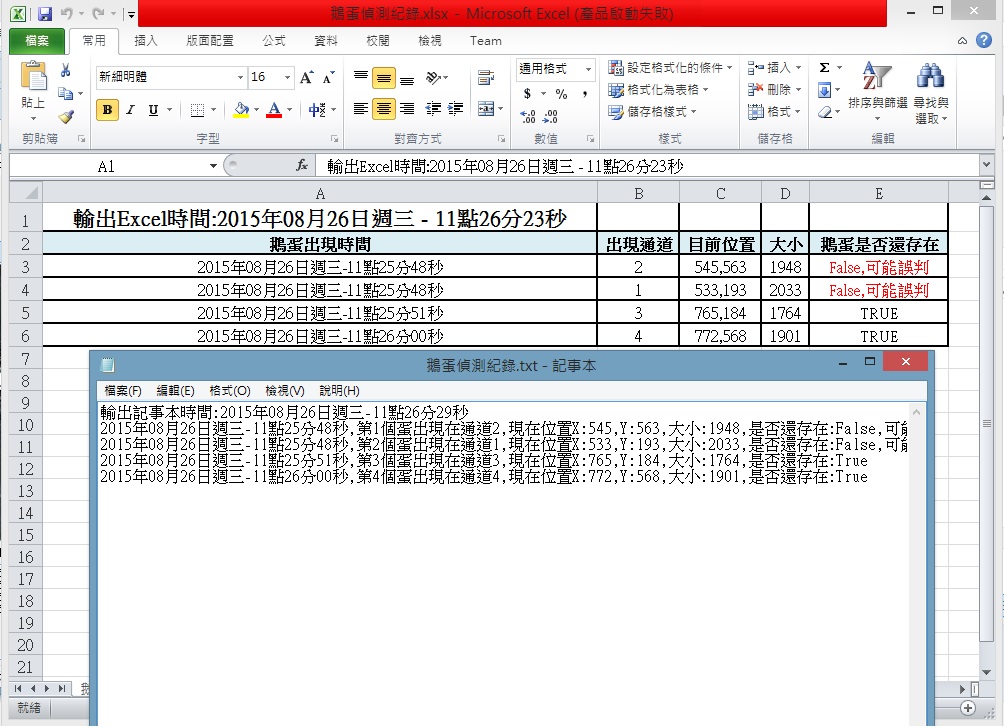 鵝蛋偵測紀錄.xlsx - Microsoft Excel (產品啟動失敗)
檔案 常用 插入 版面配置 公式 資料 校閱 檢視 Team
貼上
剪貼簿
新細明體 16
B I U
字型
對齊方式
通用格式
$ % ,
數值
設定格式化的條件
格式化為表格
儲存格樣式
樣式
插入
刪除
格式
儲存格
Σ
排序與篩選
尋找與
選取
編輯
A1 fx 輸出Excel時間:2015年08月26日週三 - 11點26分23秒
A B C D E
1 輸出Excel時間:2015年08月26日週三 - 11點26分23秒
2 鵝蛋出現時間 出現通道 目前位置 大小 鵝蛋是否還存在
3 2015年08月26日週三-11點25分48秒 2 545,563 1948 False,可能誤判
4 2015年08月26日週三-11點25分48秒 1 533,193 2033 False,可能誤判
5 2015年08月26日週三-11點25分51秒 3 765,184 1764 TRUE
6 2015年08月26日週三-11點26分00秒 4 772,568 1901 TRUE
7
8
9
10
11
12
13
14
15
16
17
18
19
20
21
鵝蛋偵測紀錄.txt - 記事本
檔案(F) 編輯(E) 格式(O) 檢視(V) 說明(H)
輸出記事本時間:2015年08月26日週三-11點26分29秒
2015年08月26日週三-11點25分48秒,第1個蛋出現在通道2,現在位置X:545,Y:563,大小:1948,是否還存在:False,可能
2015年08月26日週三-11點25分48秒,第2個蛋出現在通道1,現在位置X:533,Y:193,大小:2033,是否還存在:False,可能
2015年08月26日週三-11點25分51秒,第3個蛋出現在通道3,現在位置X:765,Y:184,大小:1764,是否還存在:True
2015年08月26日週三-11點26分00秒,第4個蛋出現在通道4,現在位置X:772,Y:568,大小:1901,是否還存在:True
就緒